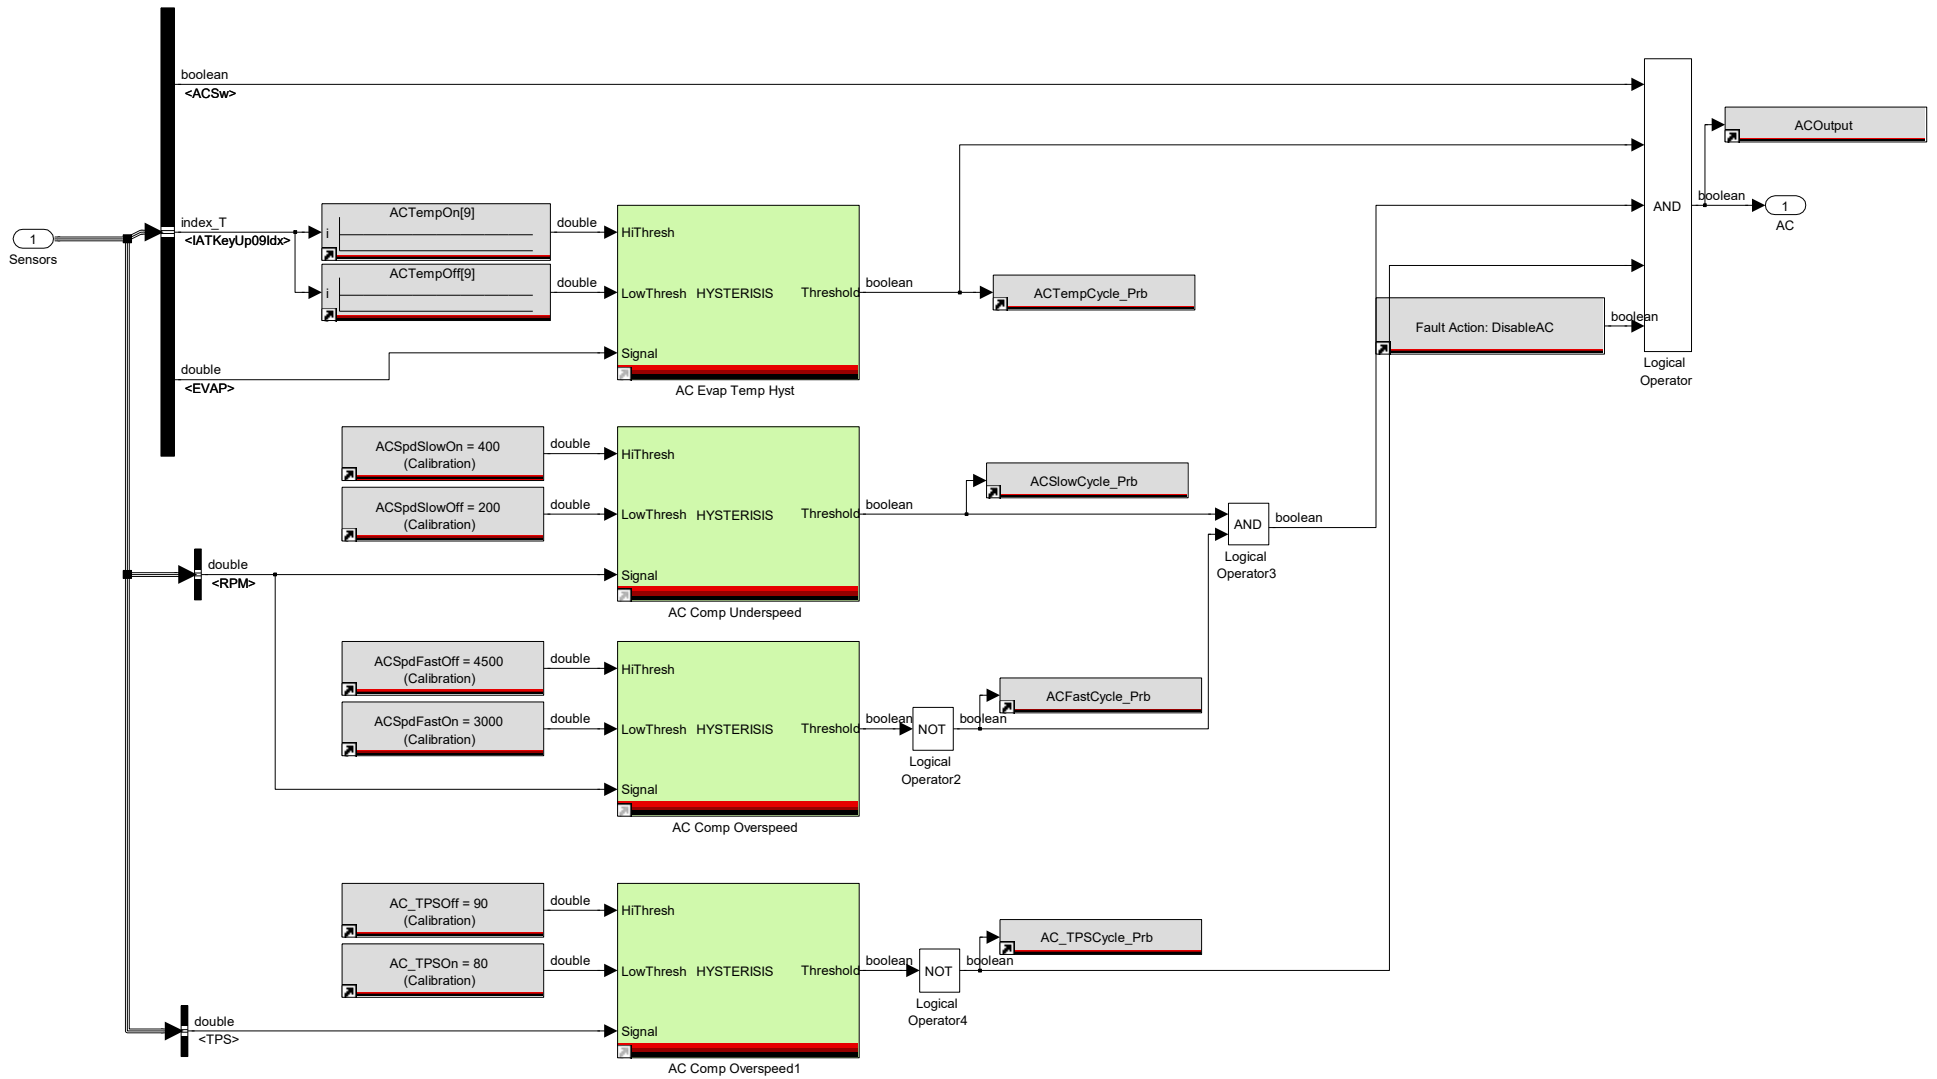 boolean
<ACSw>
ACOutput
AND
boolean
1
AC
1
Sensors
index_T
<IATKeyUp09Idx>
ACTempOn[9]
i
double
HiThresh
ACTempOff[9]
i
double
LowThresh HYSTERISIS Threshold
boolean
ACTempCycle_Prb
Fault Action: DisableAC
boolean
Signal
double
<EVAP>
AC Evap Temp Hyst
Logical
Operator
ACSpdSlowOn = 400
(Calibration)
double
HiThresh
ACSpdSlowOff = 200
(Calibration)
double
LowThresh HYSTERISIS Threshold
boolean
ACSlowCycle_Prb
AND
boolean
Logical
Operator3
double
<RPM>
Signal
AC Comp Underspeed
ACSpdFastOff = 4500
(Calibration)
double
HiThresh
ACSpdFastOn = 3000
(Calibration)
double
LowThresh HYSTERISIS Threshold
boolean
NOT
boolean
ACFastCycle_Prb
Logical
Operator2
Signal
AC Comp Overspeed
AC_TPSOff = 90
(Calibration)
double
HiThresh
AC_TPSOn = 80
(Calibration)
double
LowThresh HYSTERISIS Threshold
boolean
NOT
boolean
AC_TPSCycle_Prb
Logical
Operator4
double
<TPS>
Signal
AC Comp Overspeed1